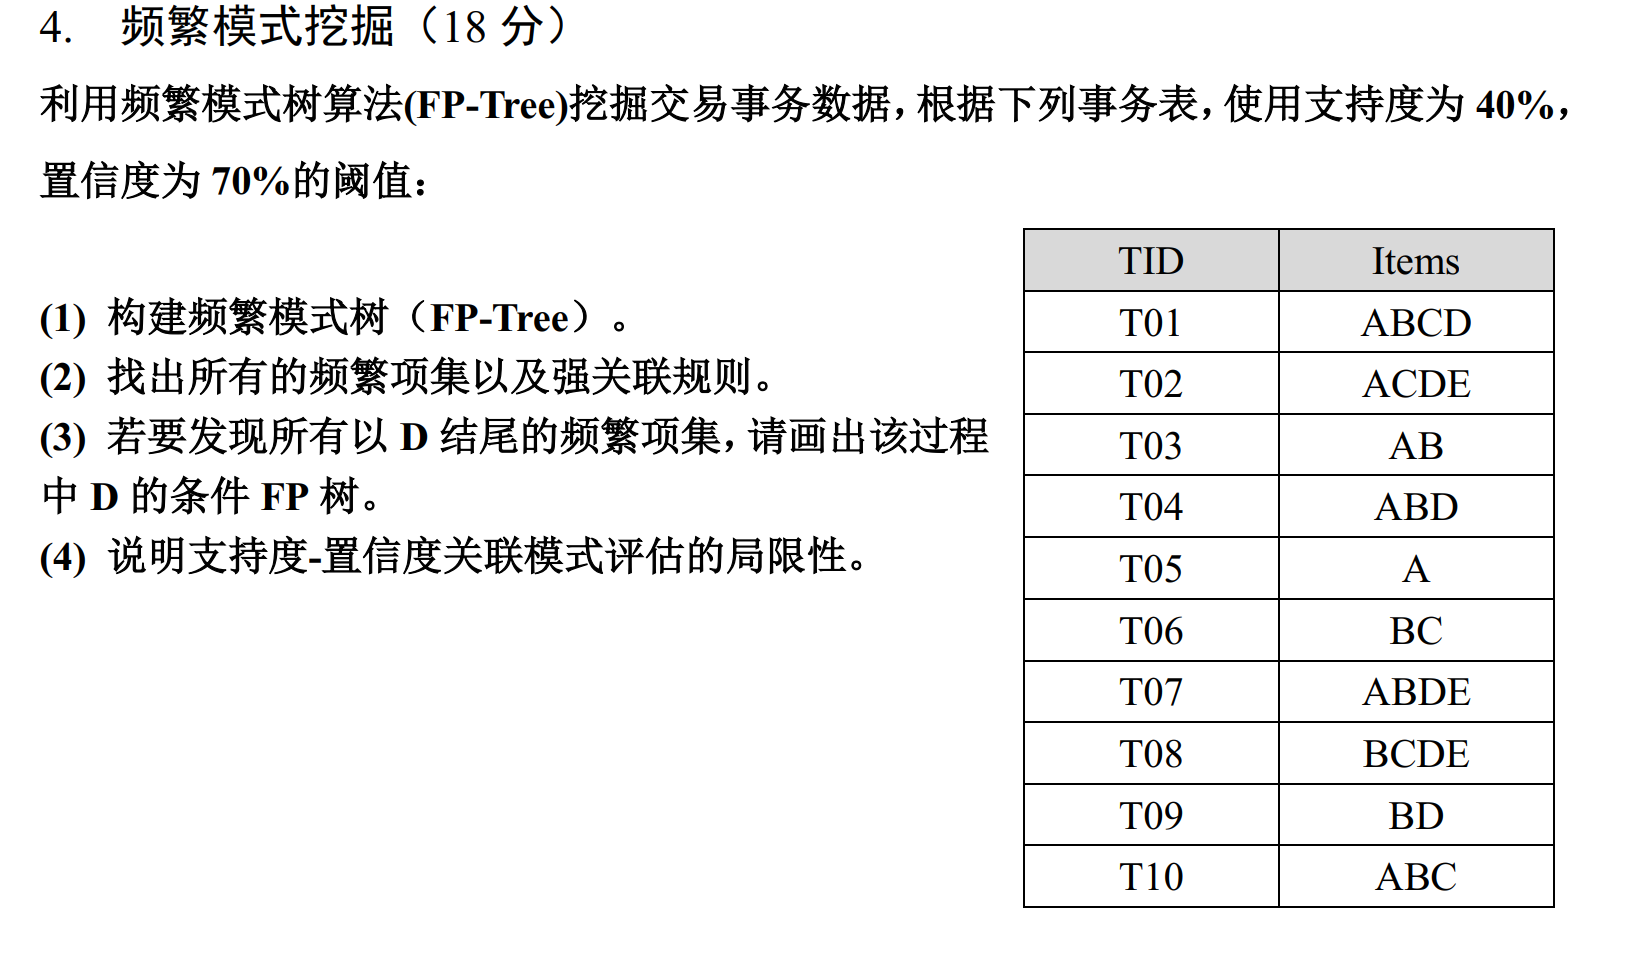 4. 频繁模式挖掘（18 分）
利用频繁模式树算法(FP-Tree)挖掘交易事务数据，根据下列事务表，使用支持度为 40%，
置信度为 70%的阈值：
(1) 构建频繁模式树（FP-Tree）。
(2) 找出所有的频繁项集以及强关联规则。
(3) 若要发现所有以 D 结尾的频繁项集，请画出该过程
中 D 的条件 FP 树。
(4) 说明支持度-置信度关联模式评估的局限性。
TID Items
T01 ABCD
T02 ACDE
T03 AB
T04 ABD
T05 A
T06 BC
T07 ABDE
T08 BCDE
T09 BD
T10 ABC